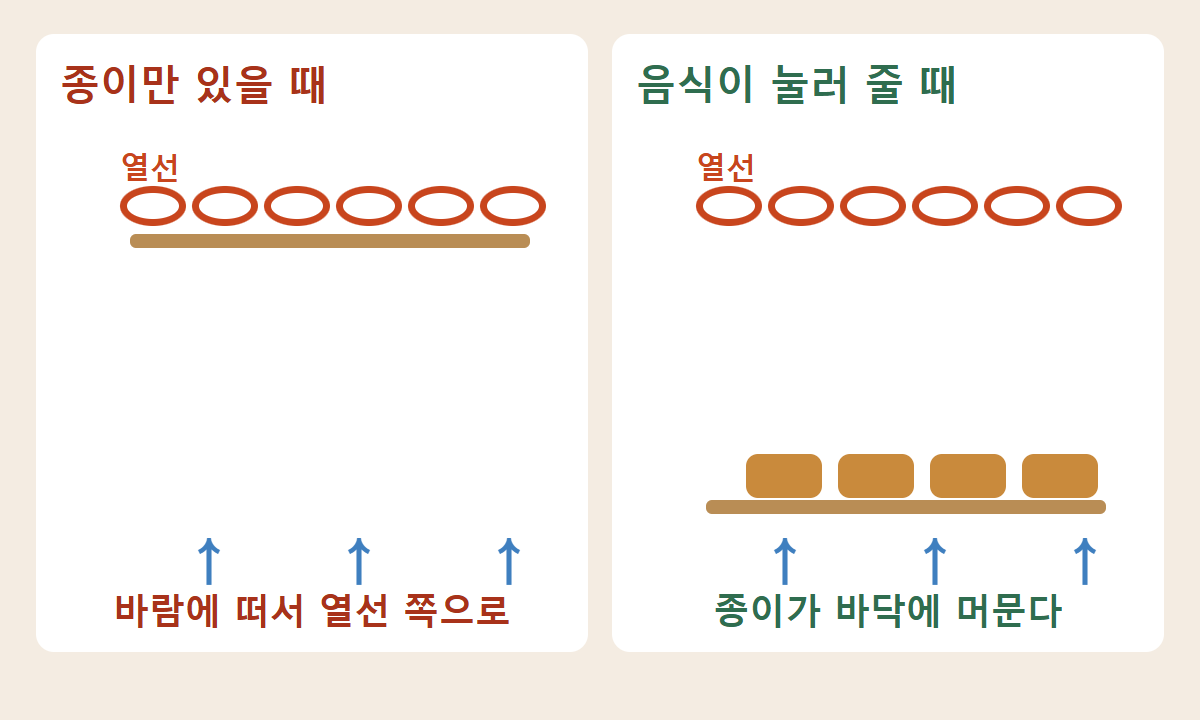 종이만 있을 때
열선
바람에 떠서 열선 쪽으로
음식이 눌러 줄 때
열선
종이가 바닥에 머문다